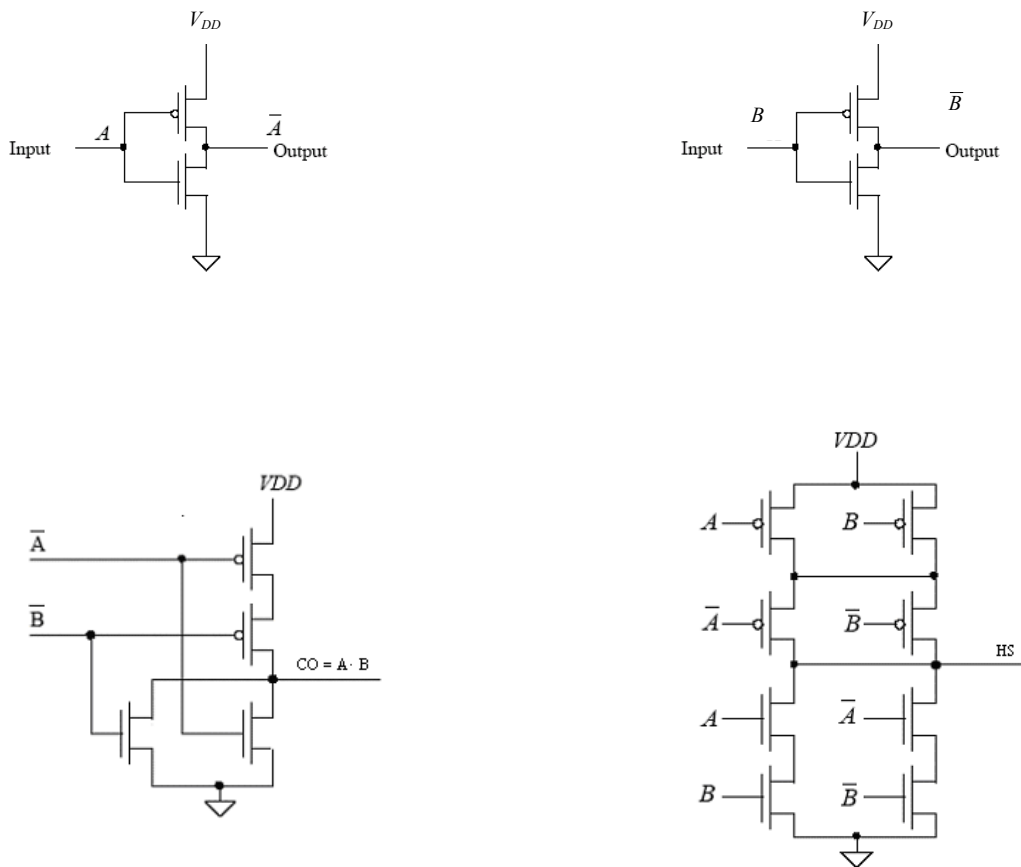 V_DD
V_DD
A
A̅
Input
Output
B
B̅
Input
Output
VDD
A̅
B̅
CO = A · B
VDD
A
B
A̅
B̅
HS
A
A̅
B
B̅